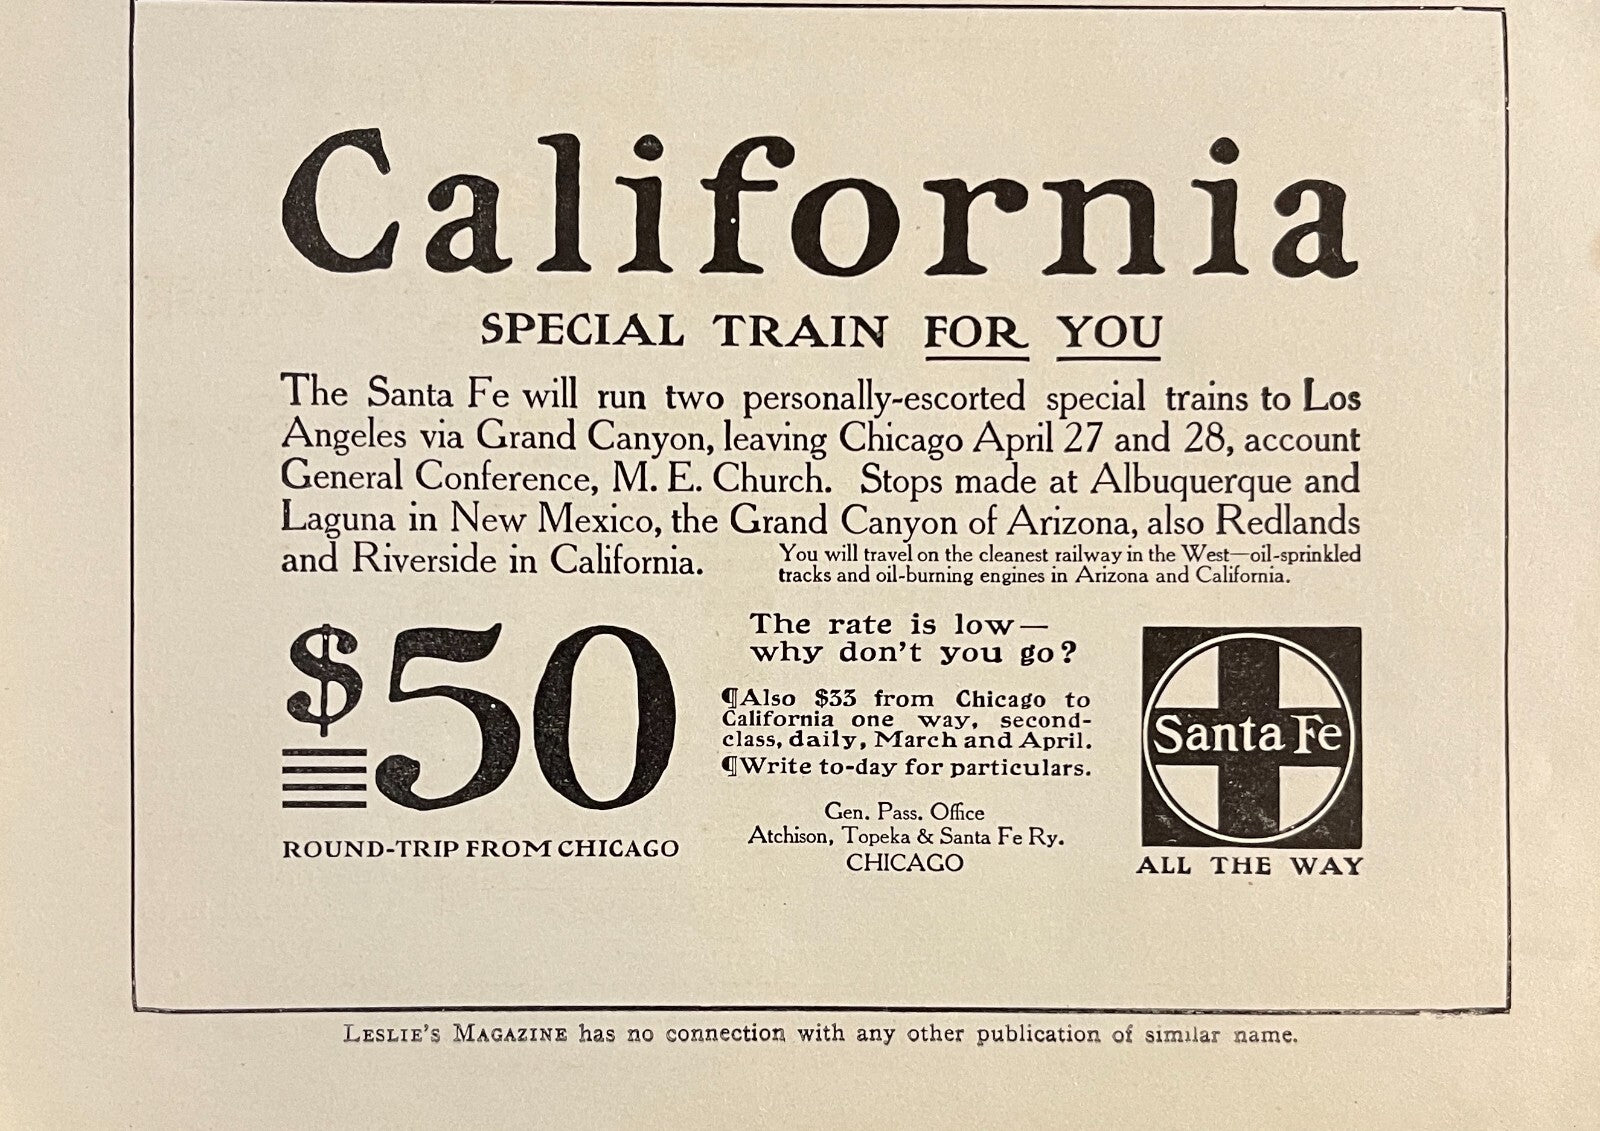 California
SPECIAL TRAIN FOR YOU
The Santa Fe will run two personally-escorted special trains to Los
Angeles via Grand Canyon, leaving Chicago April 27 and 28, account
General Conference, M. E. Church. Stops made at Albuquerque and
Laguna in New Mexico, the Grand Canyon of Arizona, also Redlands
and Riverside in California.
You will travel on the cleanest railway in the West—oil-sprinkled
tracks and oil-burning engines in Arizona and California.
$50
ROUND-TRIP FROM CHICAGO
The rate is low—
why don't you go?
¶Also $33 from Chicago to
California one way, second-
class, daily, March and April.
¶Write to-day for particulars.
Gen. Pass. Office
Atchison, Topeka & Santa Fe Ry.
CHICAGO
Santa Fe
ALL THE WAY
LESLIE'S MAGAZINE has no connection with any other publication of similar name.